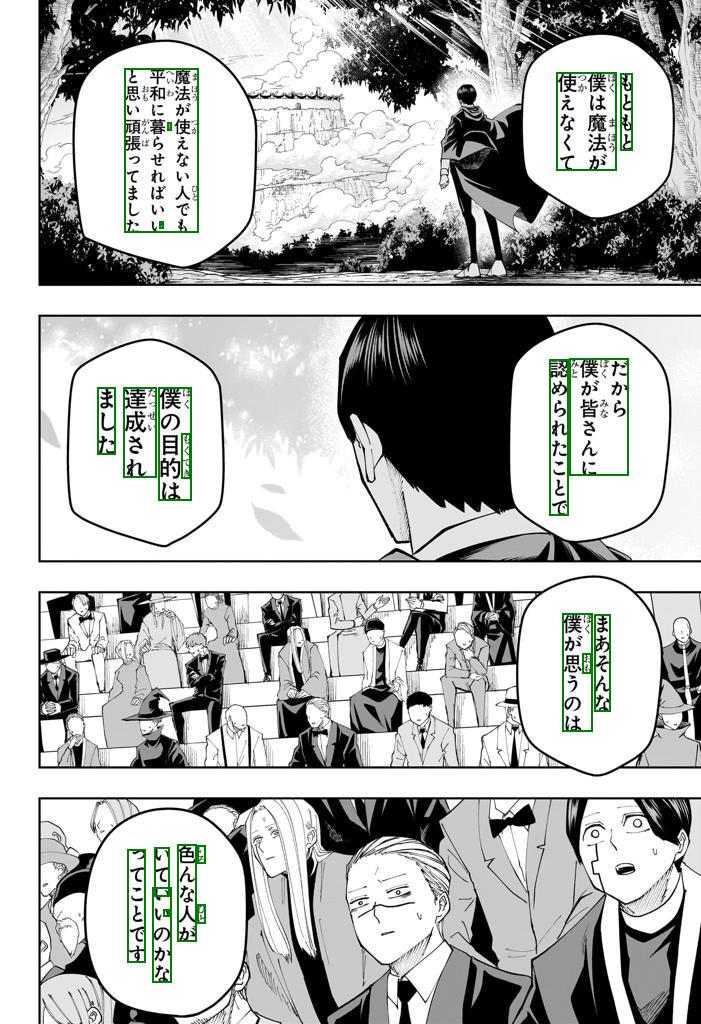 もともと
僕は魔法が
使えなくて
魔法が使えない人でも
平和に暮らせればいい
と思い頑張ってました
だから
僕が皆さんに
認められたことで
僕の目的は
達成され
ました
まあそんな
僕が思うのは
色んな人が
いていいのかな
ってことです